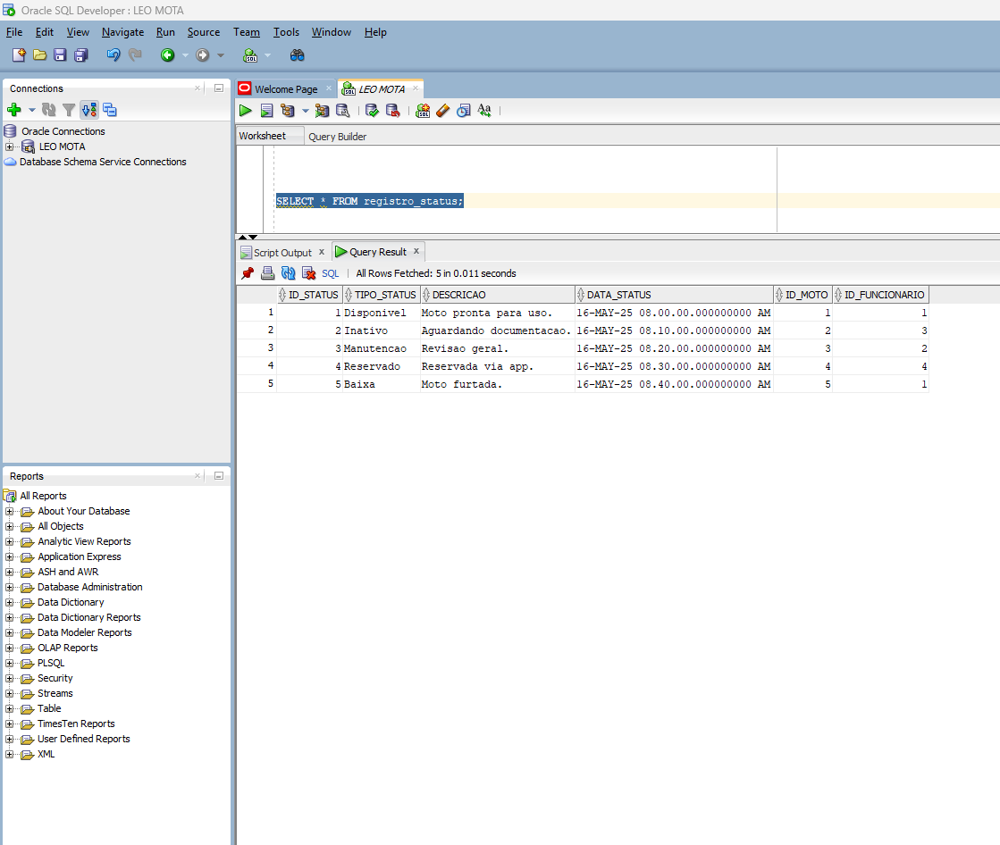 Oracle SQL Developer : LEO MOTA
File Edit View Navigate Run Source Team Tools Window Help
Connections
Oracle Connections
LEO MOTA
Database Schema Service Connections
Welcome Page
LEO MOTA
Worksheet Query Builder
SELECT * FROM registro_status;
Script Output Query Result
SQL All Rows Fetched: 5 in 0.011 seconds
ID_STATUS TIPO_STATUS DESCRICAO DATA_STATUS ID_MOTO ID_FUNCIONARIO
1 1 Disponivel Moto pronta para uso. 16-MAY-25 08.00.00.000000000 AM 1 1
2 2 Inativo Aguardando documentacao. 16-MAY-25 08.10.00.000000000 AM 2 3
3 3 Manutencao Revisao geral. 16-MAY-25 08.20.00.000000000 AM 3 2
4 4 Reservado Reservada via app. 16-MAY-25 08.30.00.000000000 AM 4 4
5 5 Baixa Moto furtada. 16-MAY-25 08.40.00.000000000 AM 5 1
Reports
All Reports
About Your Database
All Objects
Analytic View Reports
Application Express
ASH and AWR
Database Administration
Data Dictionary
Data Dictionary Reports
Data Modeler Reports
OLAP Reports
PLSQL
Security
Streams
Table
TimesTen Reports
User Defined Reports
XML